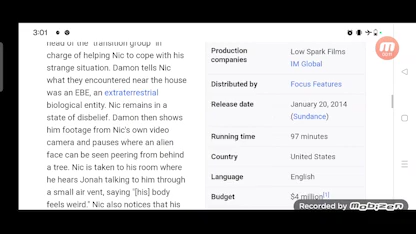 3:01
head of the "transition group" in
charge of helping Nic to cope with his
strange situation. Damon tells Nic
what they encountered near the house
was an EBE, an extraterrestrial
biological entity. Nic remains in a
state of disbelief. Damon then shows
him footage from Nic's own video
camera and pauses where an alien
face can be seen peering from behind
a tree. Nic is taken to his room where
he hears Jonah talking to him through
a small air vent, saying "[his] body
feels weird." Nic also notices that his
Production companies
Low Spark Films
IM Global
Distributed by
Focus Features
Release date
January 20, 2014
(Sundance)
Running time
97 minutes
Country
United States
Language
English
Budget
$4 million[1]
Recorded by mobizen